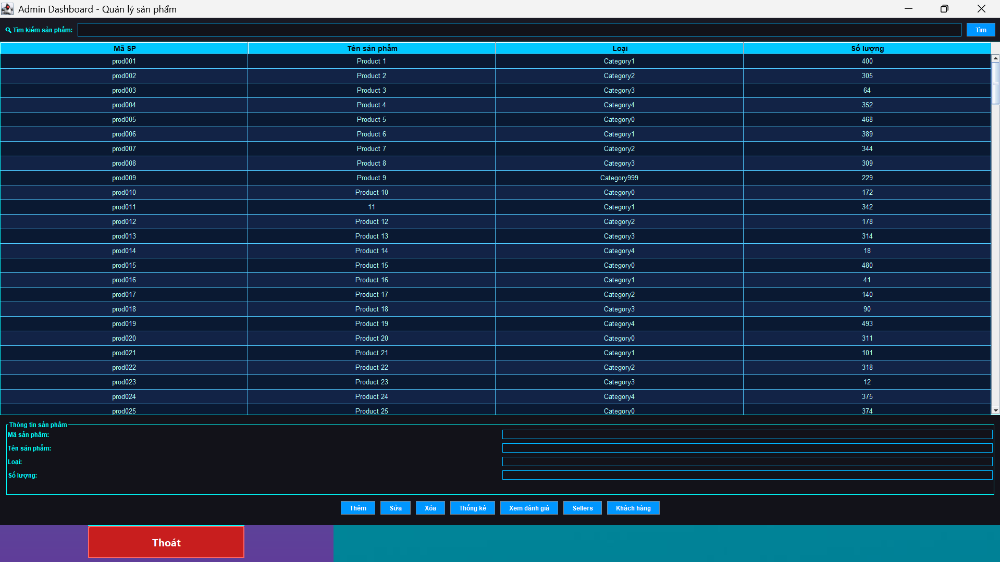 Admin Dashboard - Quản lý sản phẩm
Tìm kiếm sản phẩm: Tìm
Mã SP Tên sản phẩm Loại Số lượng
prod001 Product 1 Category1 400
prod002 Product 2 Category2 305
prod003 Product 3 Category3 64
prod004 Product 4 Category4 352
prod005 Product 5 Category0 468
prod006 Product 6 Category1 389
prod007 Product 7 Category2 344
prod008 Product 8 Category3 309
prod009 Product 9 Category999 229
prod010 Product 10 Category0 172
prod011 11 Category1 342
prod012 Product 12 Category2 178
prod013 Product 13 Category3 314
prod014 Product 14 Category4 18
prod015 Product 15 Category0 480
prod016 Product 16 Category1 41
prod017 Product 17 Category2 140
prod018 Product 18 Category3 90
prod019 Product 19 Category4 493
prod020 Product 20 Category0 311
prod021 Product 21 Category1 101
prod022 Product 22 Category2 318
prod023 Product 23 Category3 12
prod024 Product 24 Category4 375
prod025 Product 25 Category0 374
Thông tin sản phẩm
Mã sản phẩm:
Tên sản phẩm:
Loại:
Số lượng:
Thêm Sửa Xóa Thống kê Xem đánh giá Sellers Khách hàng
Thoát